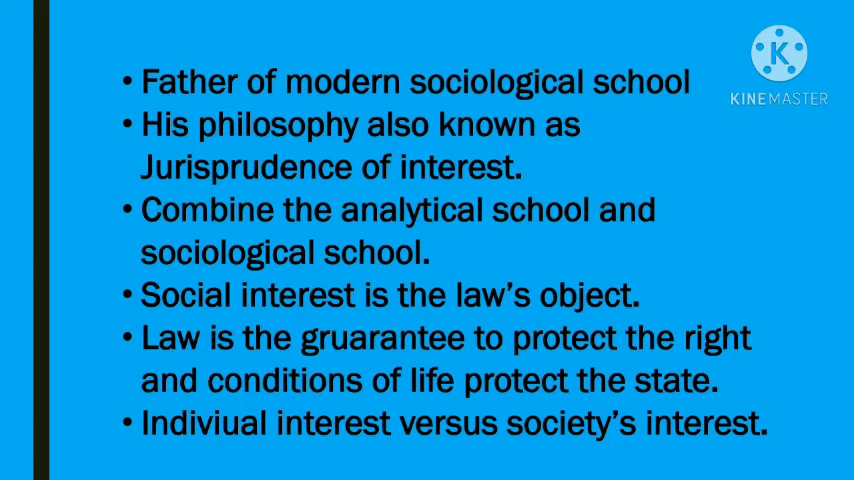 • Father of modern sociological school
• His philosophy also known as
Jurisprudence of interest.
• Combine the analytical school and
sociological school.
• Social interest is the law's object.
• Law is the gruarantee to protect the right
and conditions of life protect the state.
• Indiviual interest versus society's interest.
K
KINEMASTER